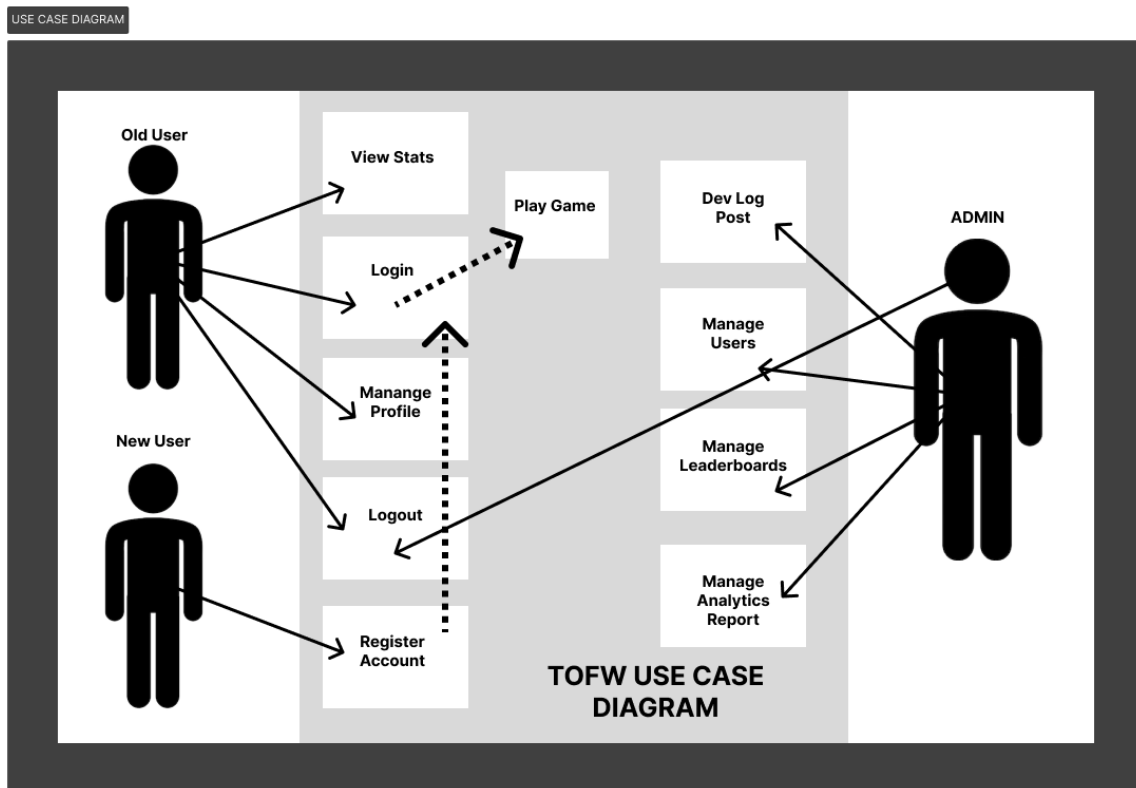 USE CASE DIAGRAM
Old User
View Stats
Play Game
Dev Log
Post
ADMIN
Login
Manage
Users
Manange
Profile
New User
Manage
Leaderboards
Logout
Manage
Analytics
Report
Register
Account
TOFW USE CASE
DIAGRAM